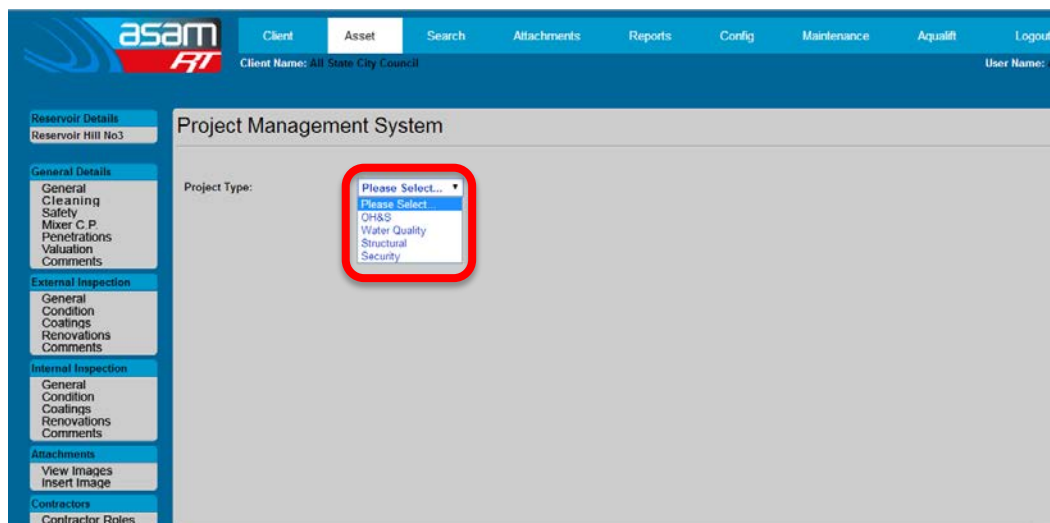 asam
RT
Client Asset Search Attachments Reports Config Maintenance Aqualift Logout
Client Name: All State City Council
User Name:
Reservoir Details
Reservoir Hill No3
Project Management System
General Details
General
Cleaning
Safety
Mixer C.P.
Penetrations
Valuation
Comments
Project Type:
Please Select...
Please Select...
OH&S
Water Quality
Structural
Security
External Inspection
General
Condition
Coatings
Renovations
Comments
Internal Inspection
General
Condition
Coatings
Renovations
Comments
Attachments
View Images
Insert Image
Contractors
Contractor Roles